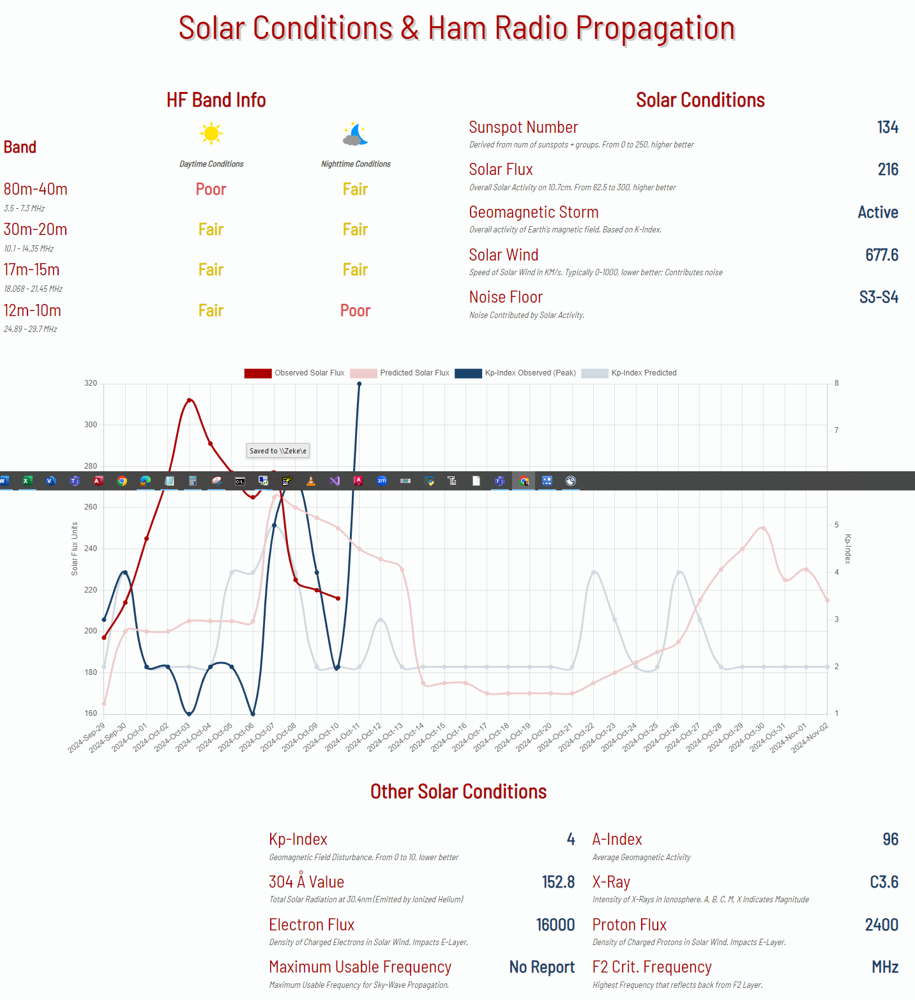 Solar Conditions & Ham Radio Propagation
HF Band Info
Band
Daytime Conditions
Nighttime Conditions
80m-40m Poor Fair
3.5 - 7.3 MHz
30m-20m Fair Fair
10.1 - 14.35 MHz
17m-15m Fair Fair
18.068 - 21.45 MHz
12m-10m Fair Poor
24.89 - 29.7 MHz
Solar Conditions
Sunspot Number 134
Derived from num of sunspots + groups. From 0 to 250, higher better
Solar Flux 216
Overall Solar Activity on 10.7cm. From 62.5 to 300, higher better
Geomagnetic Storm Active
Overall activity of Earth's magnetic field. Based on K-Index.
Solar Wind 677.6
Speed of Solar Wind in KM/s. Typically 0-1000, lower better; Contributes noise
Noise Floor S3-S4
Noise Contributed by Solar Activity.
Observed Solar Flux Predicted Solar Flux Kp-Index Observed (Peak) Kp-Index Predicted
320
300
280
260
240
220
200
180
160
Solar Flux Units
8
7
5
4
3
2
1
Kp-Index
Saved to \\Zeke\e
2024-Sep-29
2024-Sep-30
2024-Oct-01
2024-Oct-02
2024-Oct-03
2024-Oct-04
2024-Oct-05
2024-Oct-06
2024-Oct-07
2024-Oct-08
2024-Oct-09
2024-Oct-10
2024-Oct-11
2024-Oct-12
2024-Oct-13
2024-Oct-14
2024-Oct-15
2024-Oct-16
2024-Oct-17
2024-Oct-18
2024-Oct-19
2024-Oct-20
2024-Oct-21
2024-Oct-22
2024-Oct-23
2024-Oct-24
2024-Oct-25
2024-Oct-26
2024-Oct-27
2024-Oct-28
2024-Oct-29
2024-Oct-30
2024-Oct-31
2024-Nov-01
2024-Nov-02
Other Solar Conditions
Kp-Index 4
Geomagnetic Field Disturbance. From 0 to 10, lower better
A-Index 96
Average Geomagnetic Activity
304 Å Value 152.8
Total Solar Radiation at 30.4nm (Emitted by Ionized Helium)
X-Ray C3.6
Intensity of X-Rays in Ionosphere. A, B, C, M, X Indicates Magnitude
Electron Flux 16000
Density of Charged Electrons in Solar Wind. Impacts E-Layer.
Proton Flux 2400
Density of Charged Protons in Solar Wind. Impacts E-Layer.
Maximum Usable Frequency No Report
Maximum Usable Frequency for Sky-Wave Propagation.
F2 Crit. Frequency MHz
Highest Frequency that reflects back from F2 Layer.